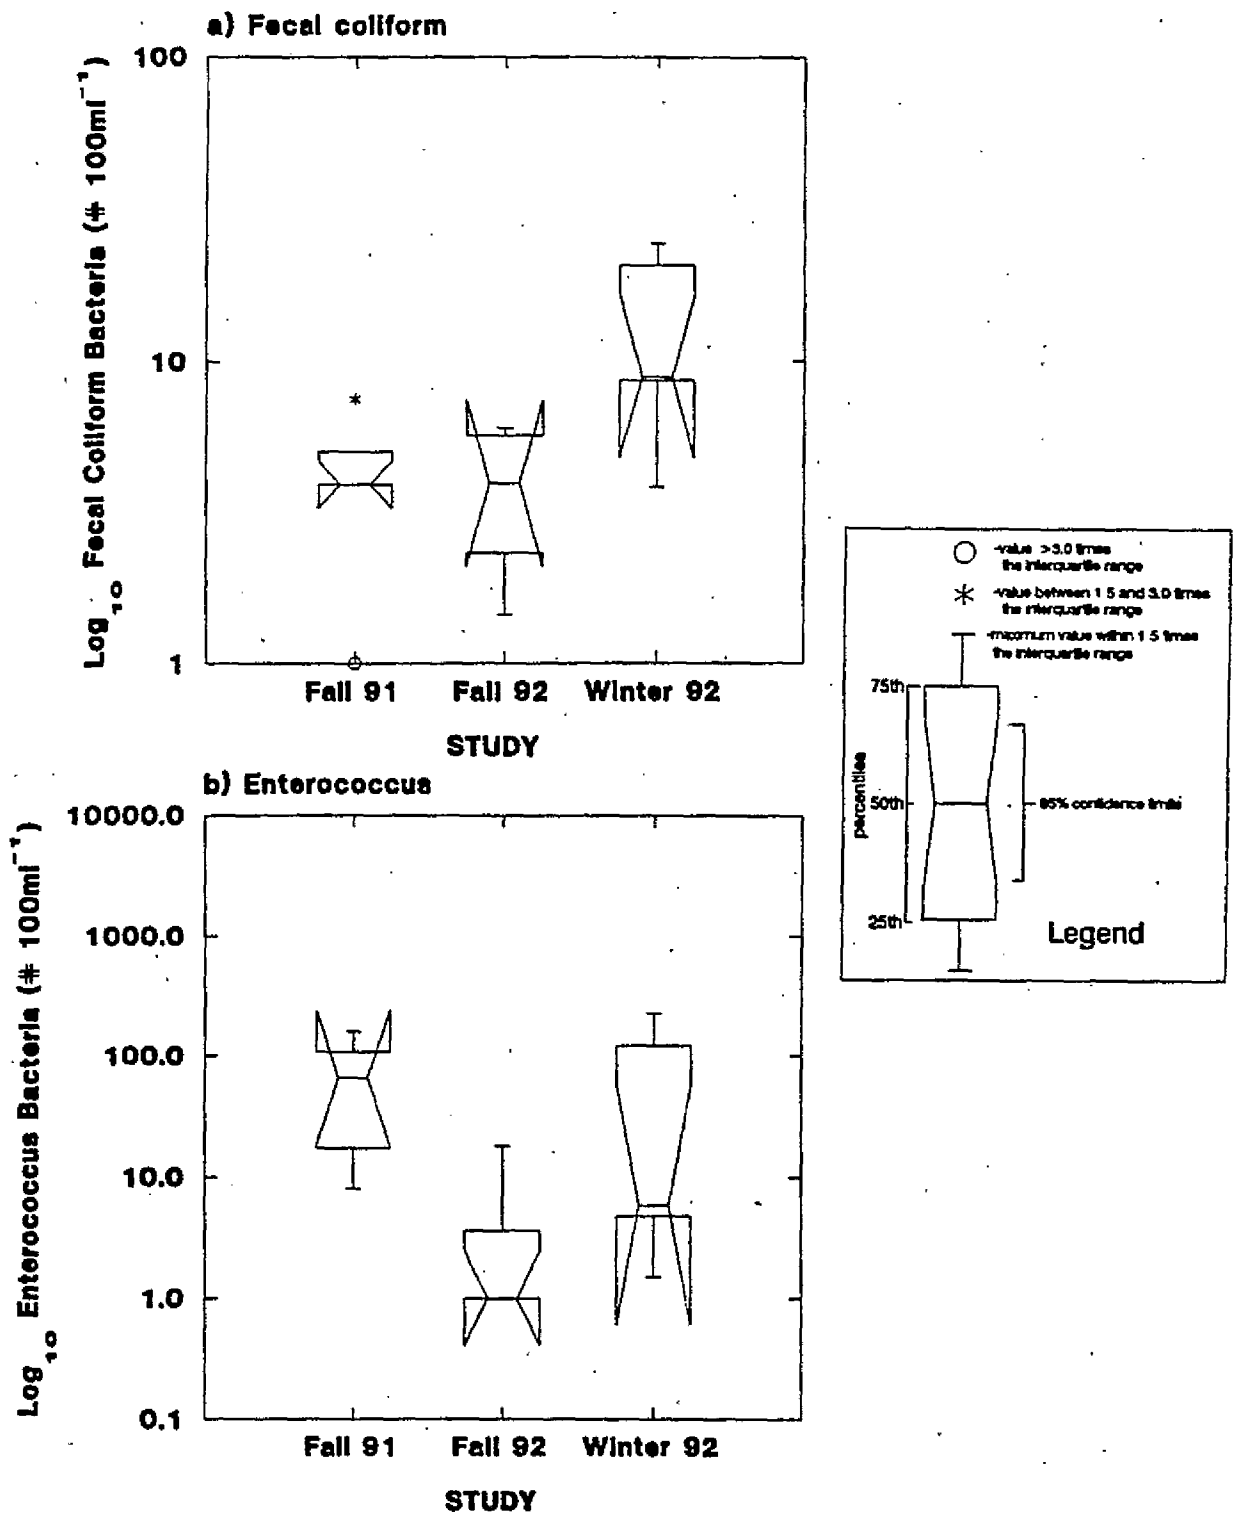 a) Fecal coliform
100
10
1
Log10 Fecal Coliform Bacteria (# 100ml-1)
Fall 91 Fall 92 Winter 92
STUDY
-value >3.0 times
the interquartile range
-value between 1.5 and 3.0 times
the interquartile range
-maximum value within 1.5 times
the interquartile range
75th
50th
25th
percentiles
95% confidence limits
Legend
b) Enterococcus
10000.0
1000.0
100.0
10.0
1.0
0.1
Log10 Enterococcus Bacteria (# 100ml-1)
Fall 91 Fall 92 Winter 92
STUDY